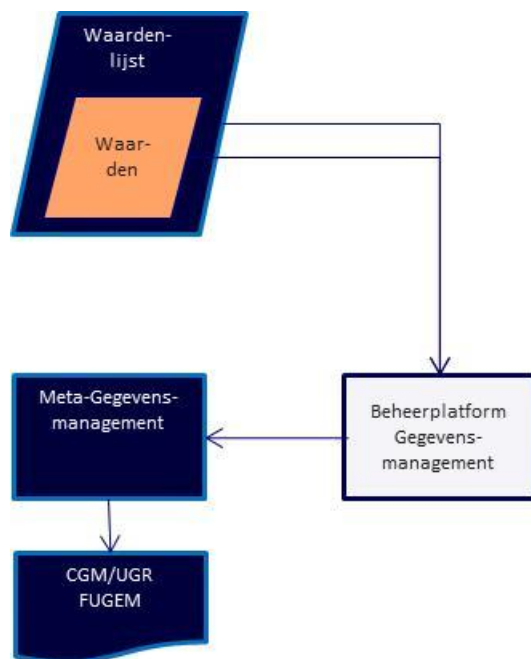 Waarden-
lijst
Waar-
den
Meta-Gegevens-
management
Beheerplatform
Gegevens-
management
CGM/UGR
FUGEM